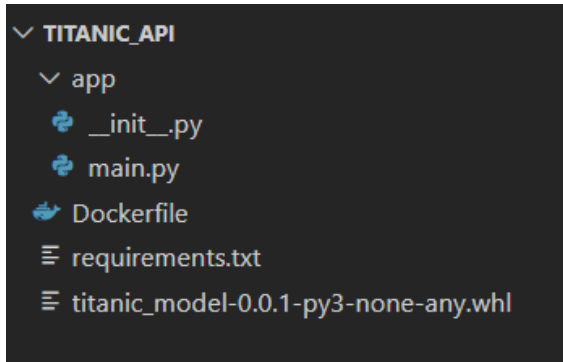 TITANIC_API
app
__init__.py
main.py
Dockerfile
requirements.txt
titanic_model-0.0.1-py3-none-any.whl